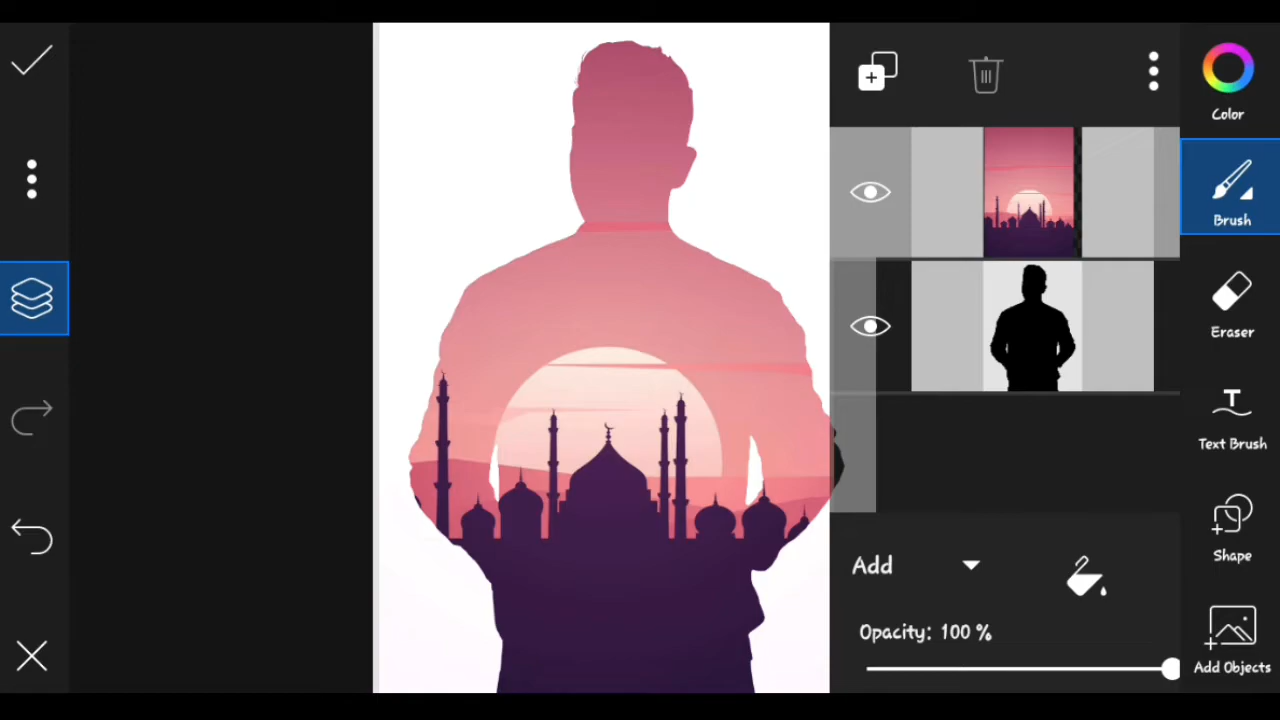 Color
Brush
Eraser
Text Brush
Shape
Add Objects
Add
Opacity: 100 %